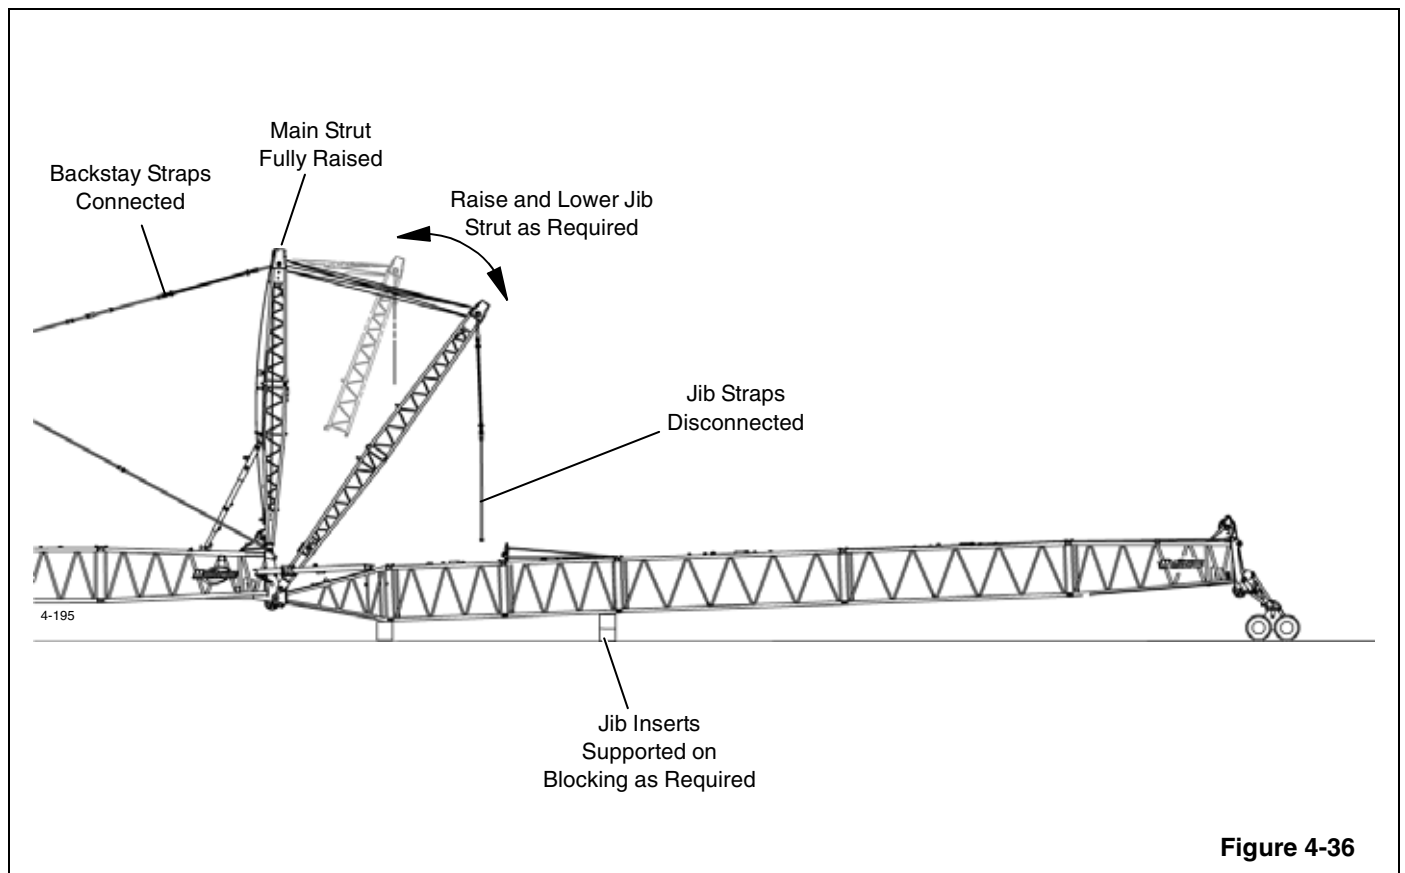 Main Strut
Fully Raised
Backstay Straps
Connected
Raise and Lower Jib
Strut as Required
Jib Straps
Disconnected
4-195
Jib Inserts
Supported on
Blocking as Required
Figure 4-36